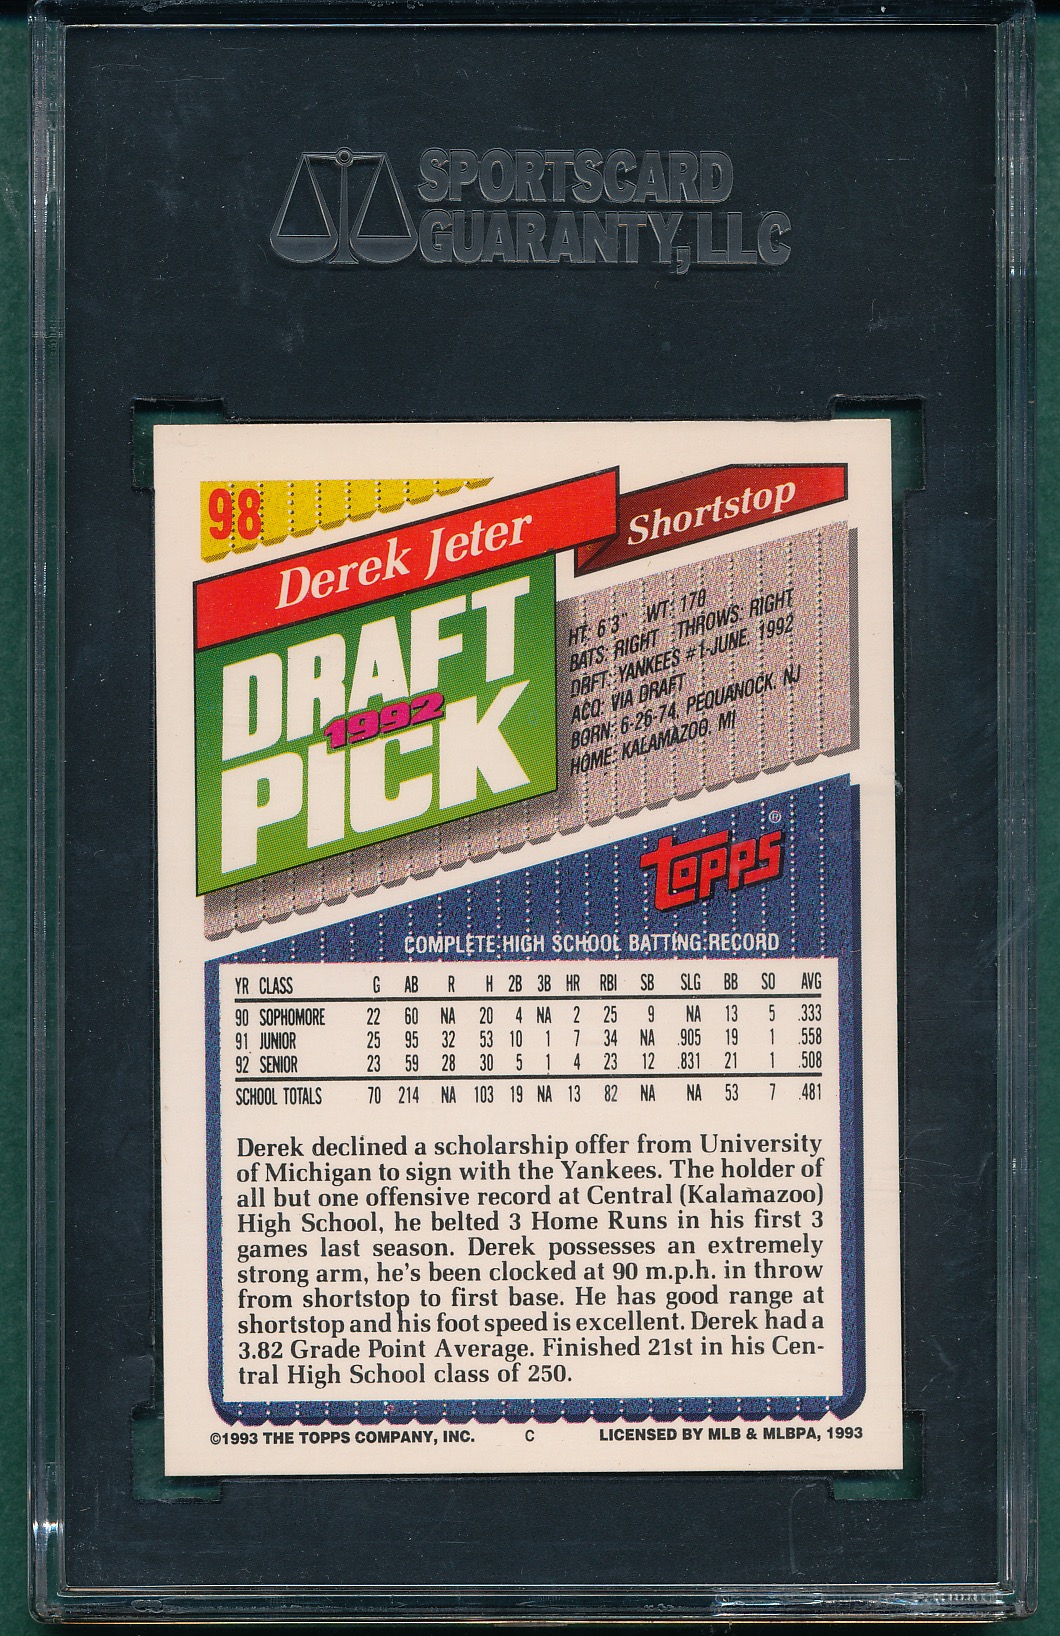 SPORTSCARD
GUARANTY, LLC
98
Derek Jeter
Shortstop
DRAFT
1992
PICK
HT: 6'3" WT: 170
BATS: RIGHT THROWS: RIGHT
DRFT: YANKEES #1-JUNE, 1992
ACQ: VIA DRAFT
BORN: 6-26-74, PEQUANOCK, NJ
HOME: KALAMAZOO, MI
TOPPS®
COMPLETE HIGH SCHOOL BATTING RECORD
YR CLASS G AB R H 2B 3B HR RBI SB SLG BB SO AVG
90 SOPHOMORE 22 60 NA 20 4 NA 2 25 9 NA 13 5 .333
91 JUNIOR 25 95 32 53 10 1 7 34 NA .905 19 1 .558
92 SENIOR 23 59 28 30 5 1 4 23 12 .831 21 1 .508
SCHOOL TOTALS 70 214 NA 103 19 NA 13 82 NA NA 53 7 .481
Derek declined a scholarship offer from University
of Michigan to sign with the Yankees. The holder of
all but one offensive record at Central (Kalamazoo)
High School, he belted 3 Home Runs in his first 3
games last season. Derek possesses an extremely
strong arm, he's been clocked at 90 m.p.h. in throw
from shortstop to first base. He has good range at
shortstop and his foot speed is excellent. Derek had a
3.82 Grade Point Average. Finished 21st in his Cen-
tral High School class of 250.
©1993 THE TOPPS COMPANY, INC. C LICENSED BY MLB & MLBPA, 1993